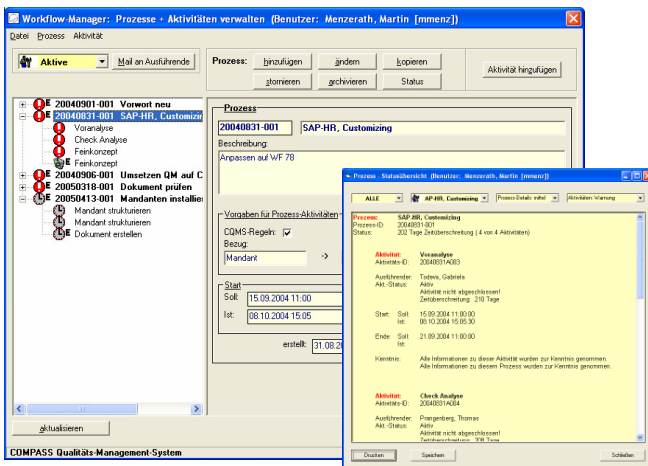 Workflow-Manager: Prozesse + Aktivitäten verwalten (Benutzer: Menzerath, Martin [mmenz])
Datei Prozess Aktivität
Aktive
Mail an Ausführende
Prozess:
hinzufügen
ändern
kopieren
stornieren
archivieren
Status
Aktivität hinzufügen
E 20040901-001 Vorwort neu
E 20040831-001 SAP-HR, Customizin
Voranalyse
Check Analyse
Feinkonzept
E Feinkonzept
E 20040906-001 Umsetzen QM auf C
E 20050318-001 Dokument prüfen
E 20050413-001 Mandanten installie
Mandant strukturieren
Mandant strukturieren
E Dokument erstellen
aktualisieren
COMPASS Qualitäts-Management-System
Prozess
20040831-001
SAP-HR, Customizing
Beschreibung:
Anpassen auf WF 78
Vorgaben für Prozess-Aktivitäten
CQMS-Regeln:
Bezug:
Mandant
->
Start
Soll: 15.09.2004 11:00
Ist: 08.10.2004 15:05
erstellt: 31.08.20
Prozess - Statusübersicht (Benutzer: Menzerath, Martin [mmenz])
ALLE
AP-HR, Customizing
Prozess-Details: mittel
Aktivitäten: Warnung
Prozess: SAP-HR, Customizing
Prozess-ID: 20040831-001
Status: 202 Tage Zeitüberschreitung ( 4 von 4 Aktivitäten)
Aktivität: Voranalyse
Aktivitäts-ID: 20040831A003
Ausführender: Todeva, Gabriela
Akt.-Status: Aktiv
Aktivität nicht abgeschlossen!
Zeitüberschreitung 210 Tage
Start: Soll: 15.09.2004 11:00:00
Ist: 08.10.2004 15:05:30
Ende: Soll: 21.09.2004 11:00:00
Ist:
Kenntnis: Alle Informationen zu dieser Aktivität wurden zur Kenntnis genommen.
Alle Informationen zu diesem Prozess wurden zur Kenntnis genommen.
Aktivität: Check Analyse
Aktivitäts-ID: 20040831A004
Ausführender: Prangenberg, Thomas
Akt.-Status: Aktiv
Aktivität nicht abgeschlossen!
Zeitüberschreitung 208 Tage
Drucken
Speichern
Schließen